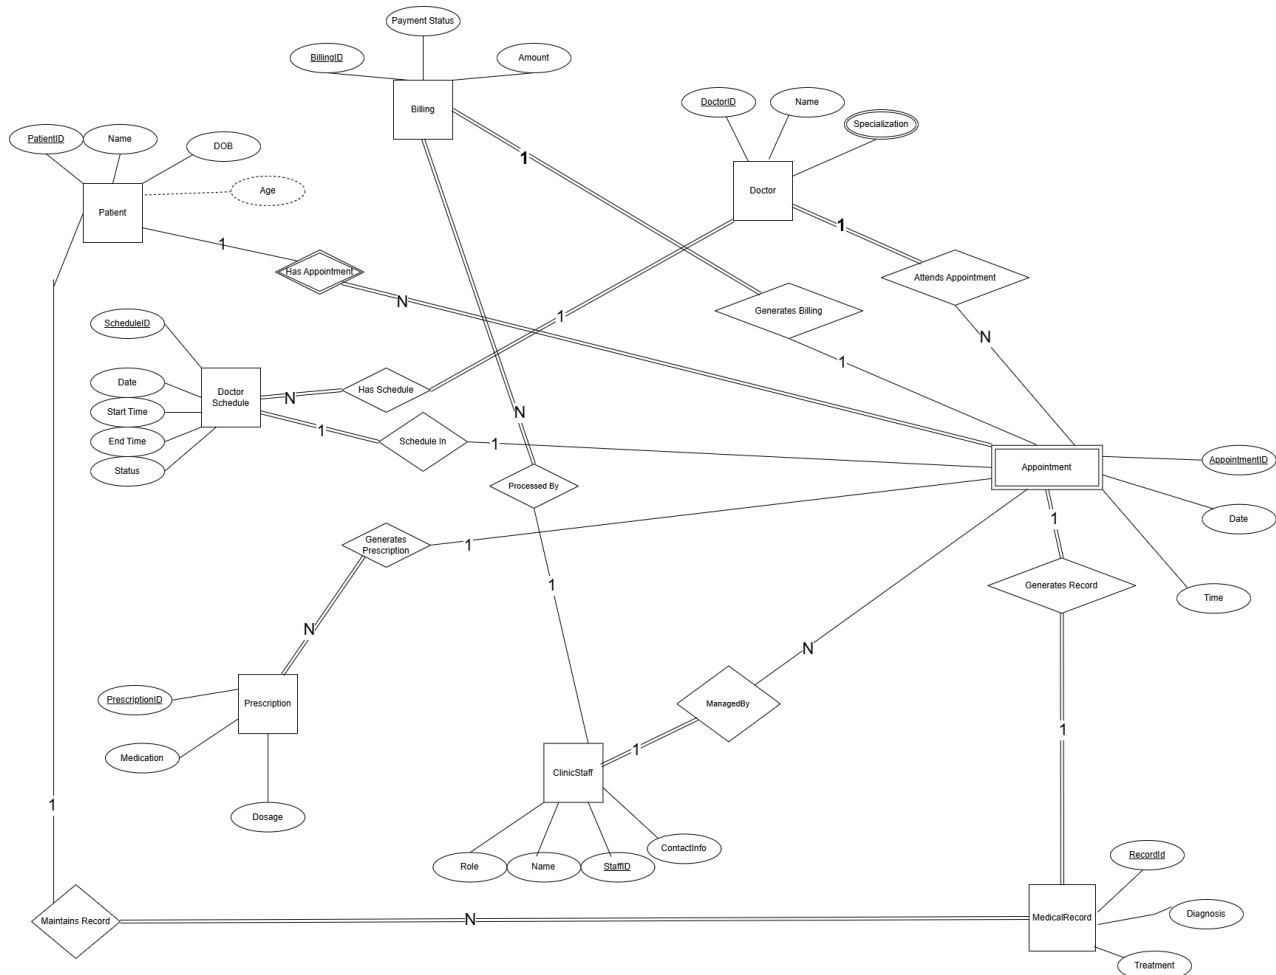 Payment Status
BillingID
Amount
Billing
DoctorID
Name
Specialization
PatientID
Name
DOB
1
Doctor
Age
Patient
1
1
Has Appointment
Attends Appointment
N
Generates Billing
1
ScheduleID
N
1
Date
Doctor
Schedule
Has Schedule
N
Start Time
N
1
Schedule In
1
End Time
Status
Appointment
AppointmentID
Processed By
Date
1
Generates
Prescription
1
Generates Record
1
Time
N
N
PrescriptionID
Prescription
ManagedBy
1
Medication
1
ClinicStaff
1
Dosage
ContactInfo
Role
Name
StaffID
RecordId
Maintains Record
N
MedicalRecord
Diagnosis
Treatment